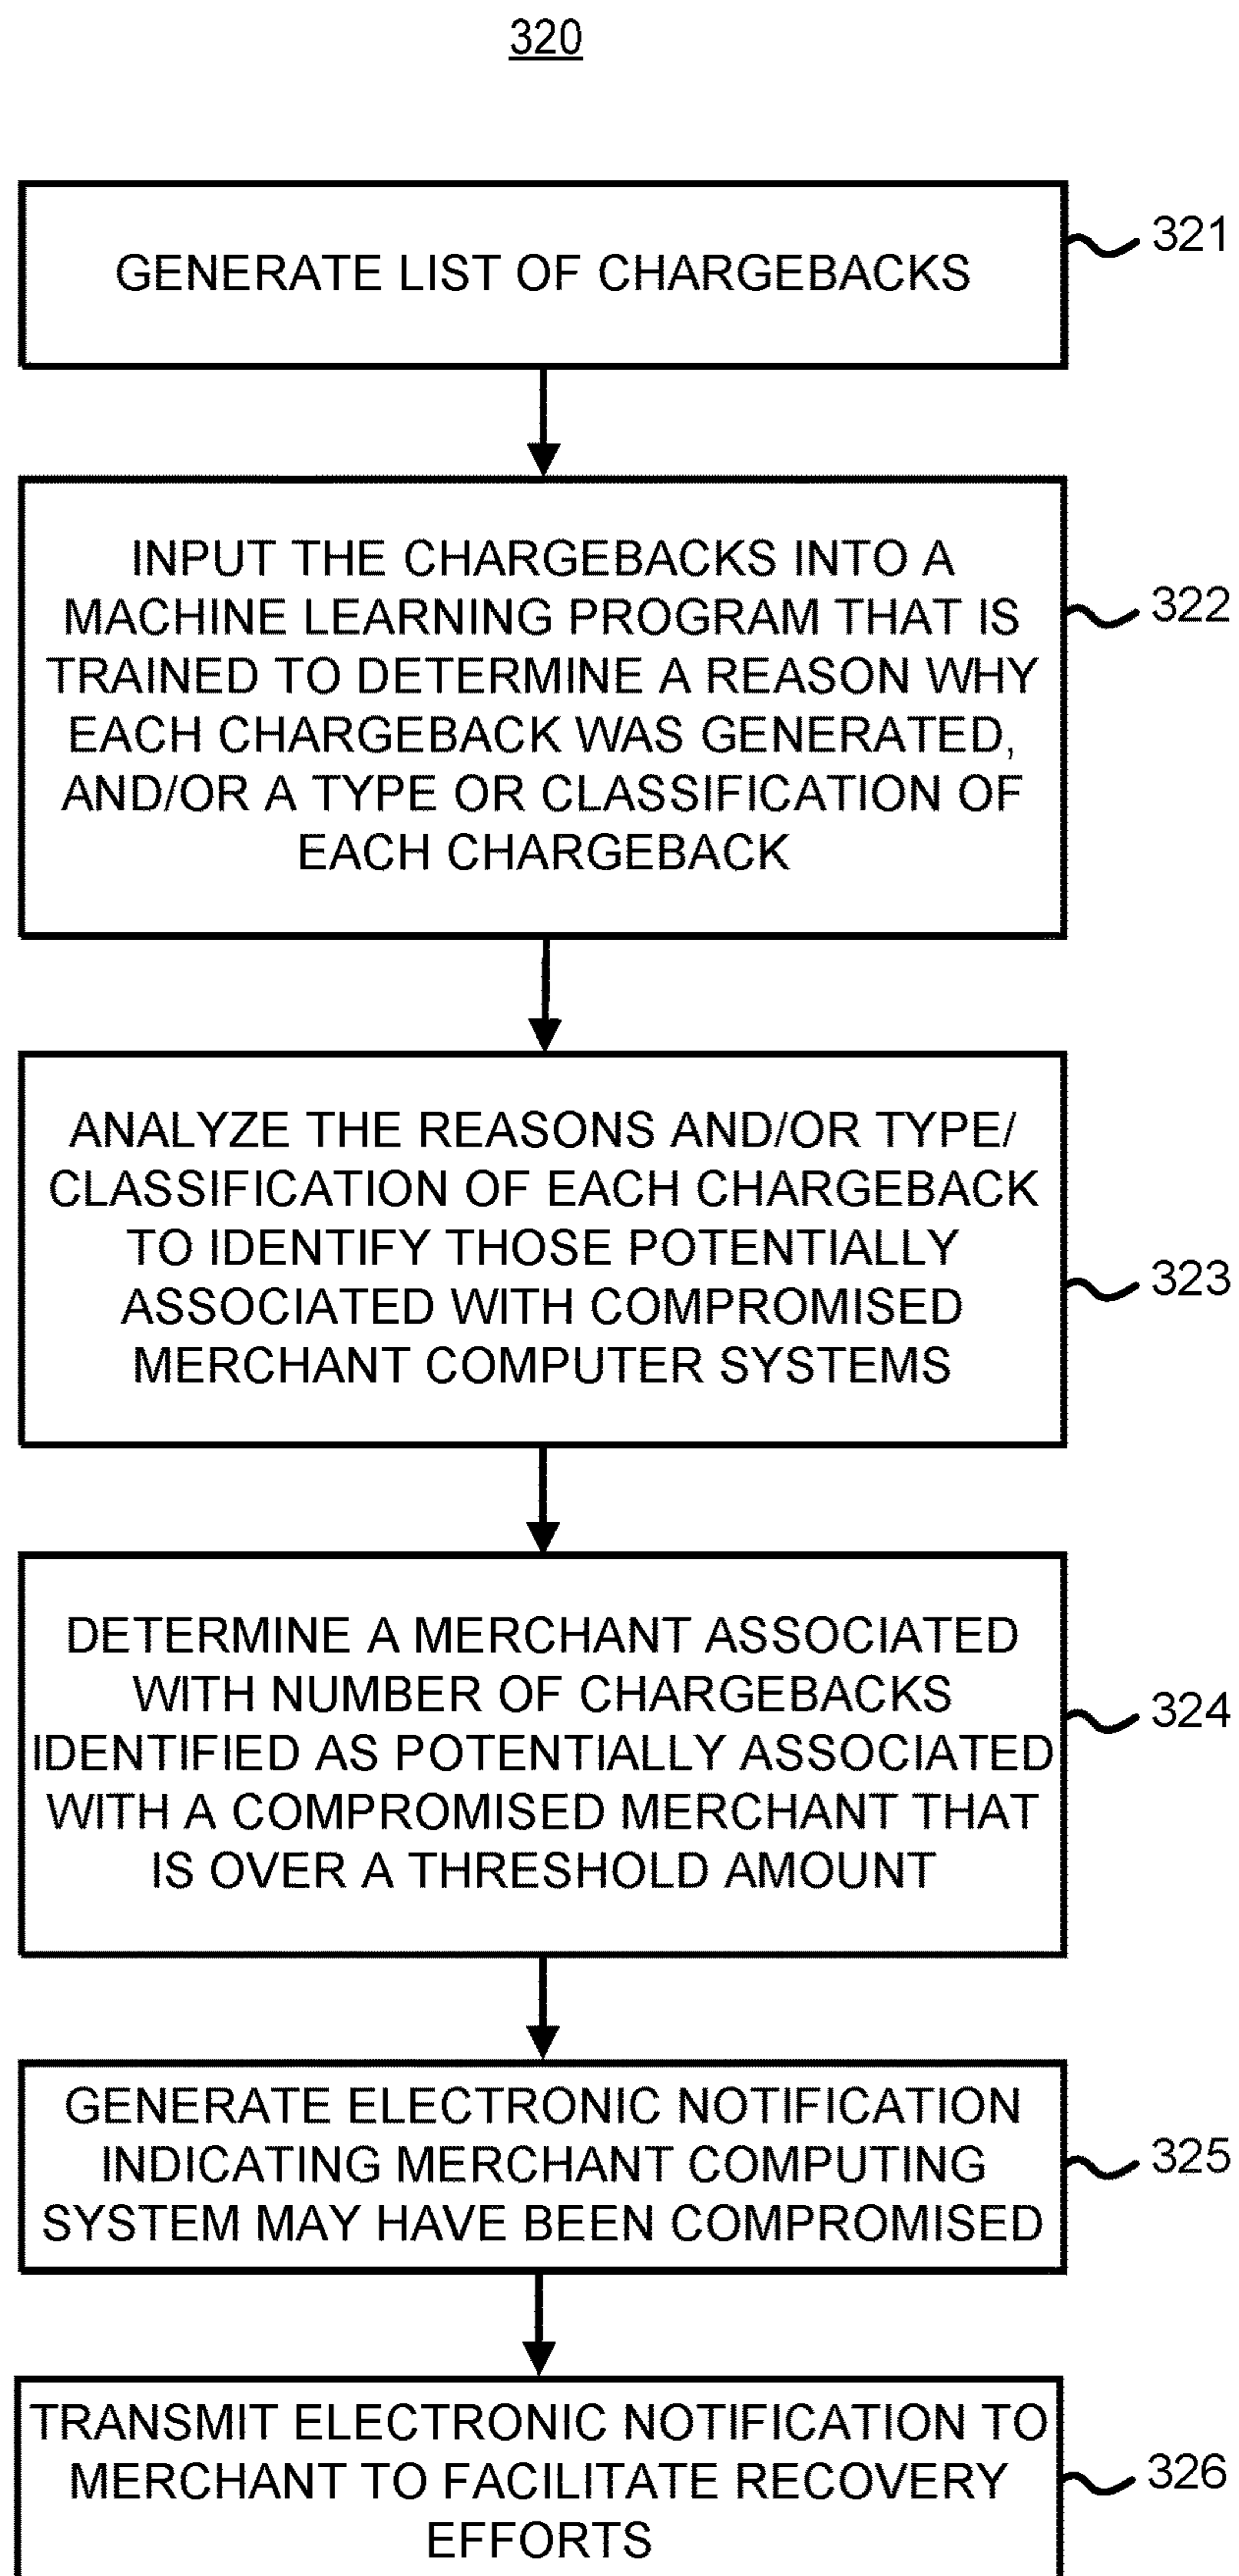 320
GENERATE LIST OF CHARGEBACKS
321
INPUT THE CHARGEBACKS INTO A
MACHINE LEARNING PROGRAM THAT IS
TRAINED TO DETERMINE A REASON WHY
EACH CHARGEBACK WAS GENERATED,
AND/OR A TYPE OR CLASSIFICATION OF
EACH CHARGEBACK
322
ANALYZE THE REASONS AND/OR TYPE/
CLASSIFICATION OF EACH CHARGEBACK
TO IDENTIFY THOSE POTENTIALLY
ASSOCIATED WITH COMPROMISED
MERCHANT COMPUTER SYSTEMS
323
DETERMINE A MERCHANT ASSOCIATED
WITH NUMBER OF CHARGEBACKS
IDENTIFIED AS POTENTIALLY ASSOCIATED
WITH A COMPROMISED MERCHANT THAT
IS OVER A THRESHOLD AMOUNT
324
GENERATE ELECTRONIC NOTIFICATION
INDICATING MERCHANT COMPUTING
SYSTEM MAY HAVE BEEN COMPROMISED
325
TRANSMIT ELECTRONIC NOTIFICATION TO
MERCHANT TO FACILITATE RECOVERY
EFFORTS
326